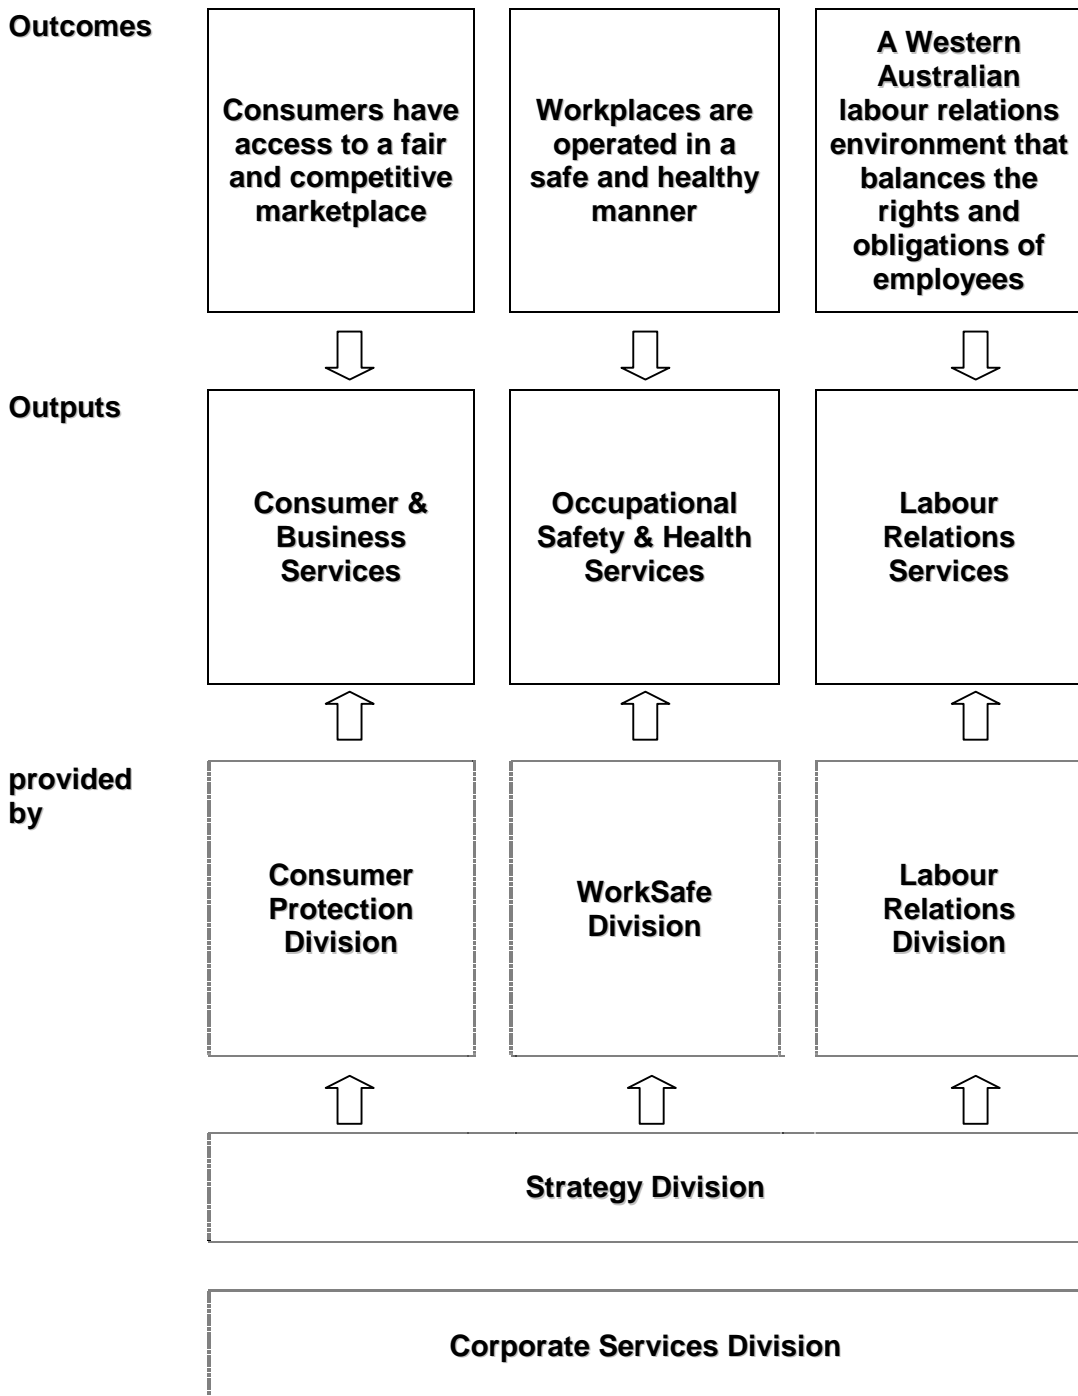 Outcomes
Consumers have
access to a fair
and competitive
marketplace
Workplaces are
operated in a
safe and healthy
manner
A Western
Australian
labour relations
environment that
balances the
rights and
obligations of
employees
Outputs
Consumer &
Business
Services
Occupational
Safety & Health
Services
Labour
Relations
Services
provided
by
Consumer
Protection
Division
WorkSafe
Division
Labour
Relations
Division
Strategy Division
Corporate Services Division